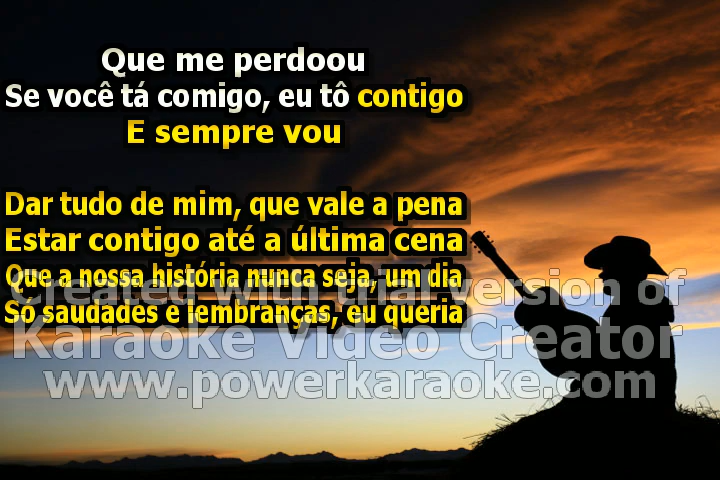 Que me perdoou
Se você tá comigo, eu tô contigo
E sempre vou
Dar tudo de mim, que vale a pena
Estar contigo até a última cena
Que a nossa história nunca seja, um dia
Só saudades e lembranças, eu queria
Created with trial version of
Karaoke Video Creator
www.powerkaraoke.com